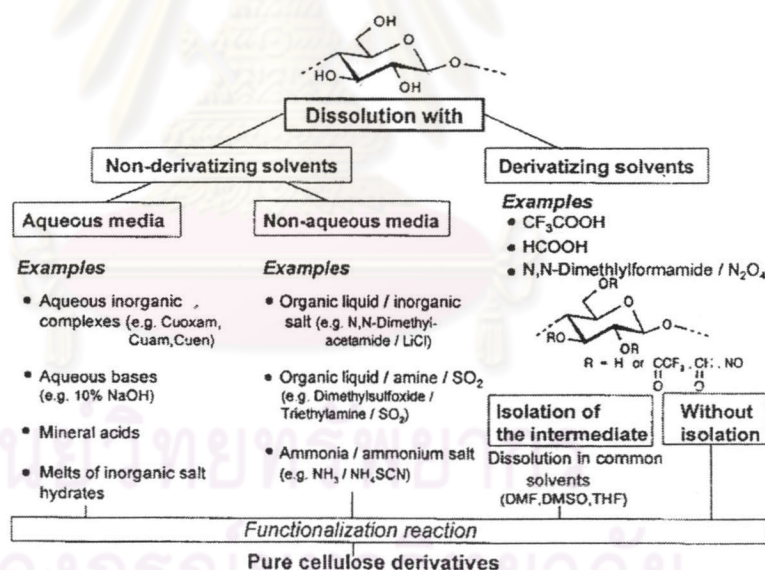 OH
O
O
HO
OH
Dissolution with
Non-derivatizing solvents
Derivatizing solvents
Aqueous media
Non-aqueous media
Examples
• CF₃COOH
• HCOOH
• N,N-Dimethlylformamide / N₂O₄
Examples
• Aqueous inorganic
complexes (e.g. Cuoxam,
Cuam,Cuen)
• Aqueous bases
(e.g. 10% NaOH)
• Mineral acids
• Melts of inorganic salt
hydrates
Examples
• Organic liquid / inorganic
salt (e.g. N,N-Dimethyl-
acetamide / LiCl)
• Organic liquid / amine / SO₂
(e.g. Dimethylsulfoxide /
Triethylamine / SO₂)
• Ammonia / ammonium salt
(e.g. NH₃ / NH₄SCN)
OR
O
O
RO
OR
R = H or CCF₃, CH, NO
O O
Isolation of
the intermediate
Without
isolation
Dissolution in common
solvents
(DMF,DMSO,THF)
Functionalization reaction
Pure cellulose derivatives